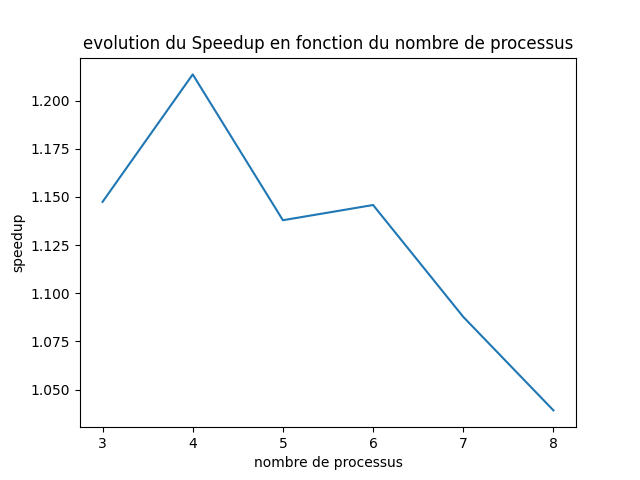 evolution du Speedup en fonction du nombre de processus
1.200
1.175
1.150
1.125
1.100
1.075
1.050
speedup
3 4 5 6 7 8
nombre de processus